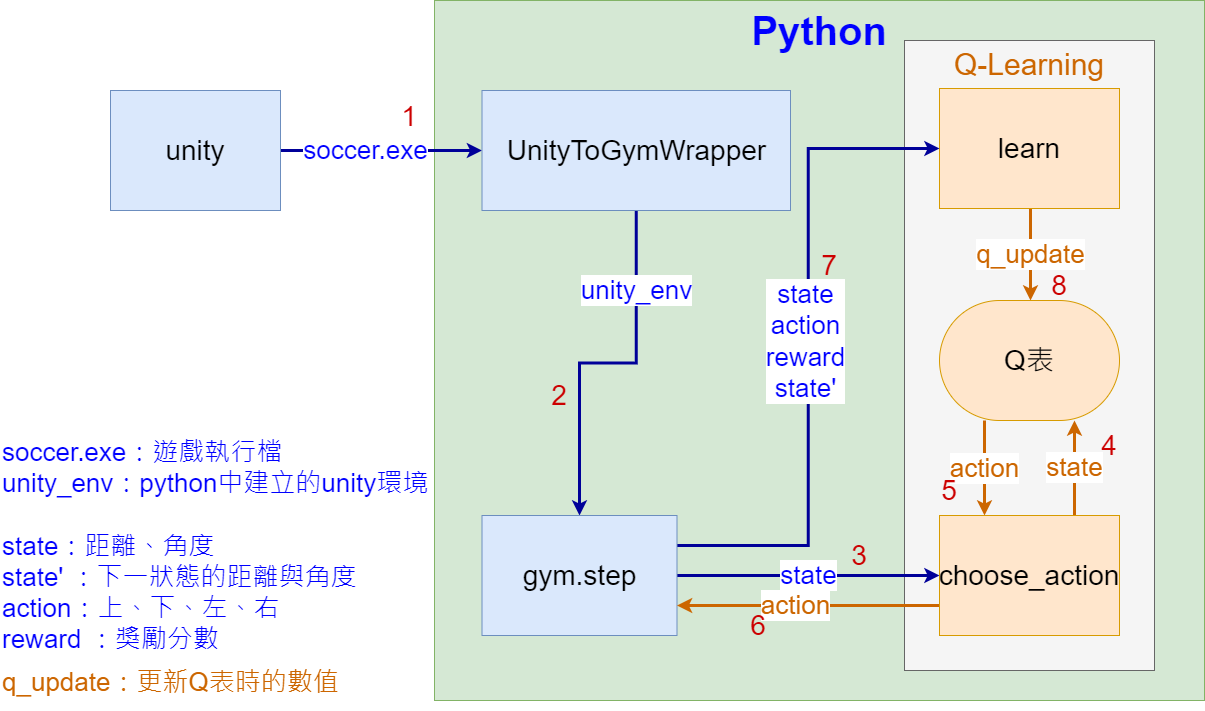 Python
Q-Learning
unity
1
soccer.exe
UnityToGymWrapper
learn
unity_env
2
7
state
action
reward
state'
q_update
8
Q表
action
5
state
4
gym.step
3
state
action
6
choose_action
soccer.exe：遊戲執行檔
unity_env：python中建立的unity環境
state：距離、角度
state' ：下一狀態的距離與角度
action：上、下、左、右
reward ：獎勵分數
q_update：更新Q表時的數值